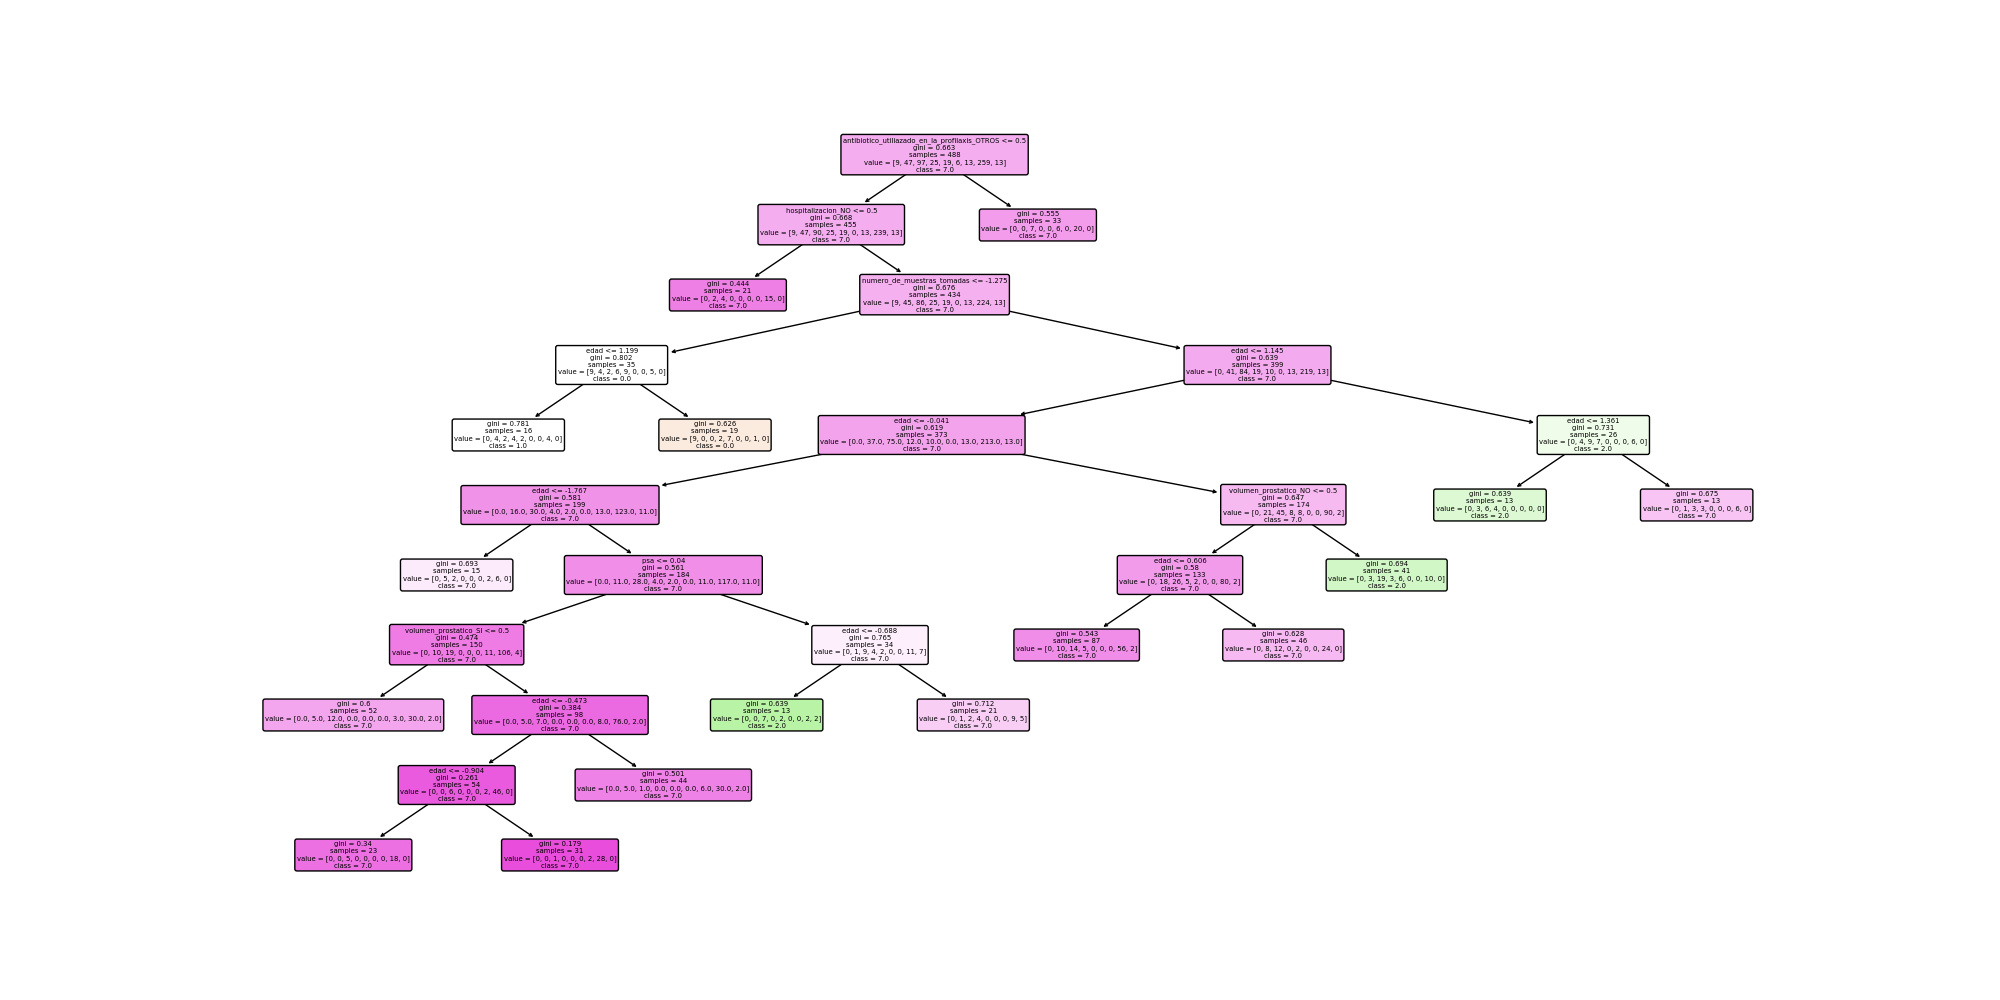 antibiotico_utiliazado_en_la_profilaxis_OTROS <= 0.5
gini = 0.663
samples = 488
value = [9, 47, 97, 25, 19, 6, 13, 259, 13]
class = 7.0
hospitalizacion_NO <= 0.5
gini = 0.668
samples = 455
value = [9, 47, 90, 25, 19, 0, 13, 239, 13]
class = 7.0
gini = 0.555
samples = 33
value = [0, 0, 7, 0, 0, 6, 0, 20, 0]
class = 7.0
gini = 0.444
samples = 21
value = [0, 2, 4, 0, 0, 0, 0, 15, 0]
class = 7.0
numero_de_muestras_tomadas <= -1.275
gini = 0.676
samples = 434
value = [9, 45, 86, 25, 19, 0, 13, 224, 13]
class = 7.0
edad <= 1.199
gini = 0.802
samples = 35
value = [9, 4, 2, 6, 9, 0, 0, 5, 0]
class = 0.0
edad <= 1.145
gini = 0.639
samples = 399
value = [0, 41, 84, 19, 10, 0, 13, 219, 13]
class = 7.0
gini = 0.781
samples = 16
value = [0, 4, 2, 4, 2, 0, 0, 4, 0]
class = 1.0
gini = 0.626
samples = 19
value = [9, 0, 0, 2, 7, 0, 0, 1, 0]
class = 0.0
edad <= -0.041
gini = 0.619
samples = 373
value = [0.0, 37.0, 75.0, 12.0, 10.0, 0.0, 13.0, 213.0, 13.0]
class = 7.0
edad <= 1.361
gini = 0.731
samples = 26
value = [0, 4, 9, 7, 0, 0, 0, 6, 0]
class = 2.0
edad <= -1.767
gini = 0.581
samples = 199
value = [0.0, 16.0, 30.0, 4.0, 2.0, 0.0, 13.0, 123.0, 11.0]
class = 7.0
volumen_prostatico_NO <= 0.5
gini = 0.647
samples = 174
value = [0, 21, 45, 8, 8, 0, 0, 90, 2]
class = 7.0
gini = 0.639
samples = 13
value = [0, 3, 6, 4, 0, 0, 0, 0, 0]
class = 2.0
gini = 0.675
samples = 13
value = [0, 1, 3, 3, 0, 0, 0, 6, 0]
class = 7.0
gini = 0.693
samples = 15
value = [0, 5, 2, 0, 0, 0, 2, 6, 0]
class = 7.0
psa <= 0.04
gini = 0.561
samples = 184
value = [0.0, 11.0, 28.0, 4.0, 2.0, 0.0, 11.0, 117.0, 11.0]
class = 7.0
edad <= 0.606
gini = 0.58
samples = 133
value = [0, 18, 26, 5, 2, 0, 0, 80, 2]
class = 7.0
gini = 0.694
samples = 41
value = [0, 3, 19, 3, 6, 0, 0, 10, 0]
class = 2.0
volumen_prostatico_SI <= 0.5
gini = 0.474
samples = 150
value = [0, 10, 19, 0, 0, 0, 11, 106, 4]
class = 7.0
edad <= -0.688
gini = 0.765
samples = 34
value = [0, 1, 9, 4, 2, 0, 0, 11, 7]
class = 7.0
gini = 0.543
samples = 87
value = [0, 10, 14, 5, 0, 0, 0, 56, 2]
class = 7.0
gini = 0.628
samples = 46
value = [0, 8, 12, 0, 2, 0, 0, 24, 0]
class = 7.0
gini = 0.6
samples = 52
value = [0.0, 5.0, 12.0, 0.0, 0.0, 0.0, 3.0, 30.0, 2.0]
class = 7.0
edad <= -0.473
gini = 0.384
samples = 98
value = [0.0, 5.0, 7.0, 0.0, 0.0, 0.0, 8.0, 76.0, 2.0]
class = 7.0
gini = 0.639
samples = 13
value = [0, 0, 7, 0, 2, 0, 0, 2, 2]
class = 2.0
gini = 0.712
samples = 21
value = [0, 1, 2, 4, 0, 0, 0, 9, 5]
class = 7.0
edad <= -0.904
gini = 0.261
samples = 54
value = [0, 0, 6, 0, 0, 0, 2, 46, 0]
class = 7.0
gini = 0.501
samples = 44
value = [0.0, 5.0, 1.0, 0.0, 0.0, 0.0, 6.0, 30.0, 2.0]
class = 7.0
gini = 0.34
samples = 23
value = [0, 0, 5, 0, 0, 0, 0, 18, 0]
class = 7.0
gini = 0.179
samples = 31
value = [0, 0, 1, 0, 0, 0, 2, 28, 0]
class = 7.0